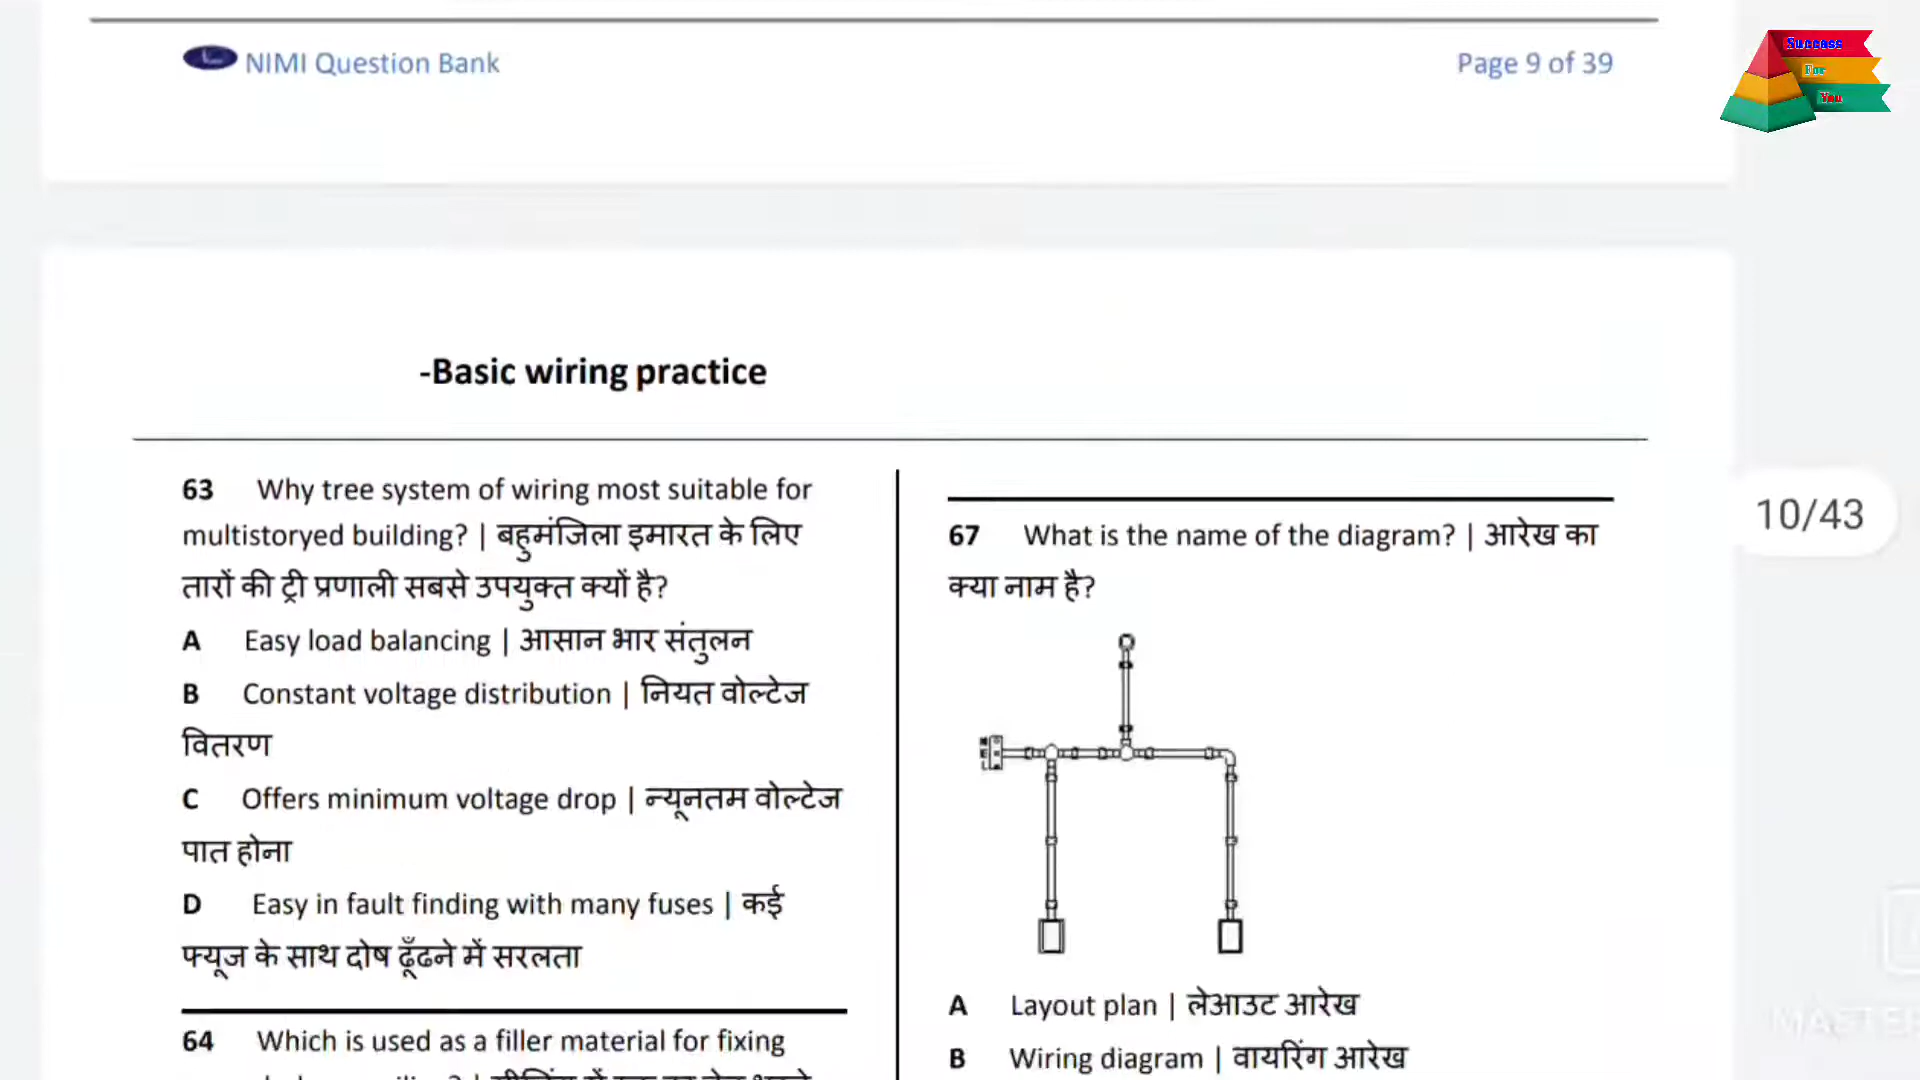 NIMI Question Bank
Page 9 of 39
Success
For
You
-Basic wiring practice
63 Why tree system of wiring most suitable for
multistoryed building? | बहुमंजिला इमारत के लिए
तारों की ट्री प्रणाली सबसे उपयुक्त क्यों है?
A Easy load balancing | आसान भार संतुलन
B Constant voltage distribution | नियत वोल्टेज
वितरण
C Offers minimum voltage drop | न्यूनतम वोल्टेज
पात होना
D Easy in fault finding with many fuses | कई
फ्यूज के साथ दोष ढूँढने में सरलता
64 Which is used as a filler material for fixing
67 What is the name of the diagram? | आरेख का
क्या नाम है?
A Layout plan | लेआउट आरेख
B Wiring diagram | वायरिंग आरेख
10/43